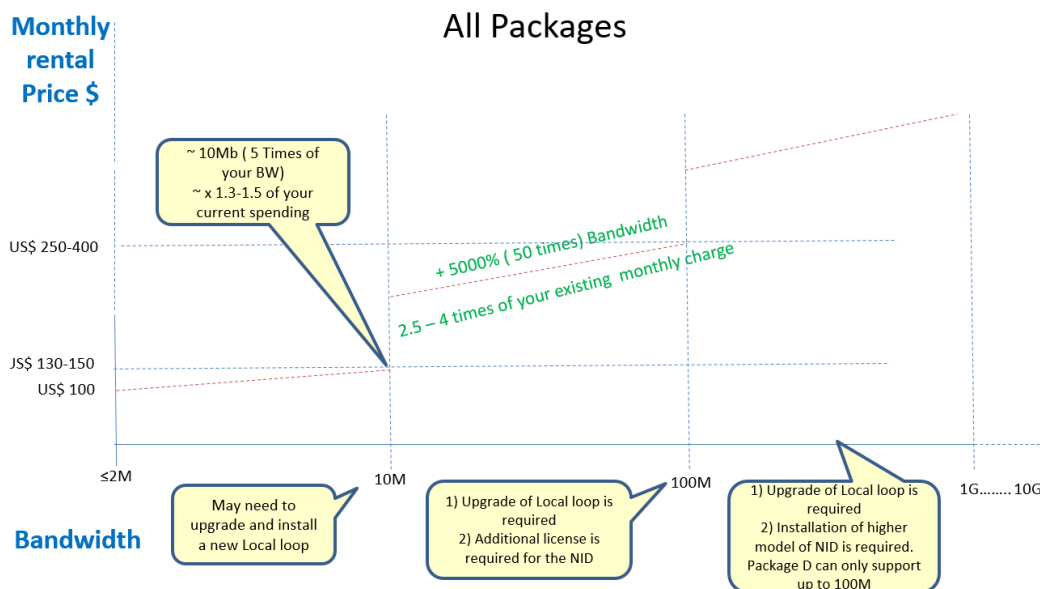 All Packages
Monthly
rental
Price $
~ 10Mb ( 5 Times of
your BW)
~ x 1.3-1.5 of your
current spending
US$ 250-400
+ 5000% ( 50 times) Bandwidth
2.5 – 4 times of your existing monthly charge
JS$ 130-150
US$ 100
≤2M
10M
100M
1G........ 10G
May need to
upgrade and install
a new Local loop
1) Upgrade of Local loop is
required
2) Additional license is
required for the NID
1) Upgrade of Local loop is
required
2) Installation of higher
model of NID is required.
Package D can only support
up to 100M
Bandwidth